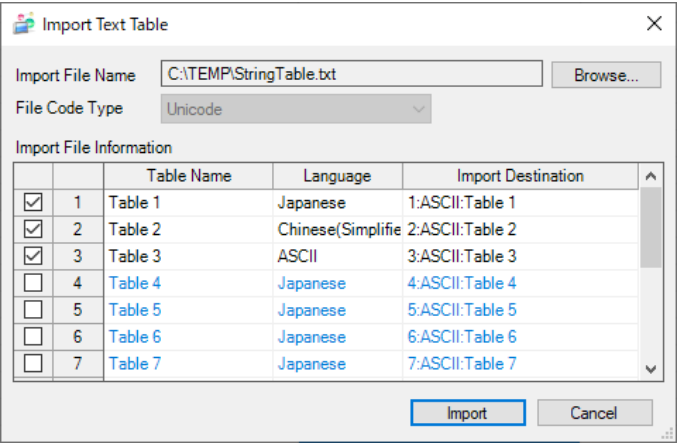 Import Text Table
Import File Name C:\TEMP\StringTable.txt Browse...
File Code Type Unicode
Import File Information
Table Name Language Import Destination
1 Table 1 Japanese 1:ASCII:Table 1
2 Table 2 Chinese(Simplifie 2:ASCII:Table 2
3 Table 3 ASCII 3:ASCII:Table 3
4 Table 4 Japanese 4:ASCII:Table 4
5 Table 5 Japanese 5:ASCII:Table 5
6 Table 6 Japanese 6:ASCII:Table 6
7 Table 7 Japanese 7:ASCII:Table 7
Import Cancel